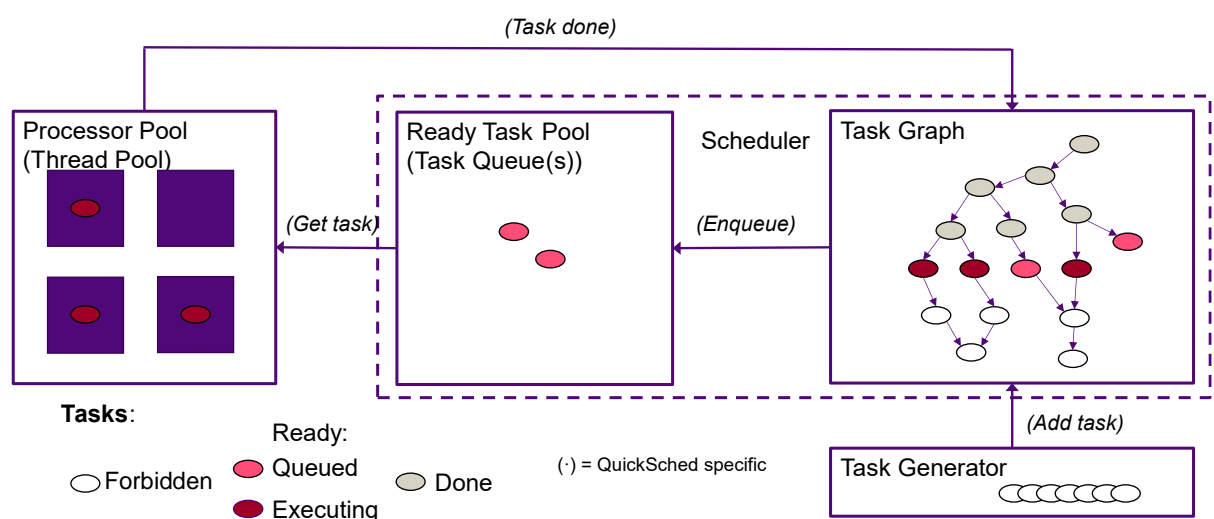 (Task done)
Processor Pool
(Thread Pool)
Ready Task Pool
(Task Queue(s))
Scheduler
Task Graph
(Get task)
(Enqueue)
(Add task)
Tasks:
Ready:
Forbidden
Queued
Executing
Done
(·) = QuickSched specific
Task Generator